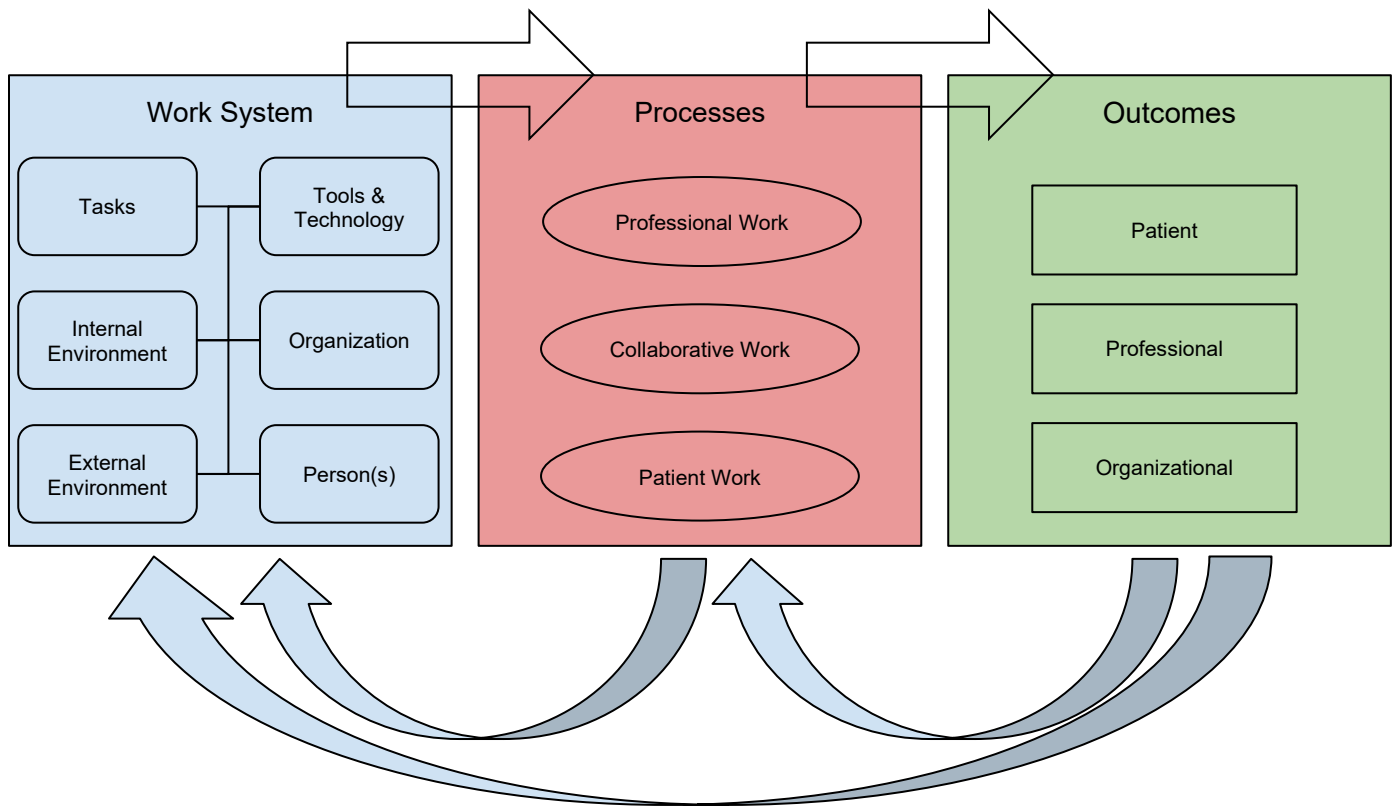 Work System
Tasks
Tools &
Technology
Internal
Environment
Organization
External
Environment
Person(s)
Processes
Professional Work
Collaborative Work
Patient Work
Outcomes
Patient
Professional
Organizational